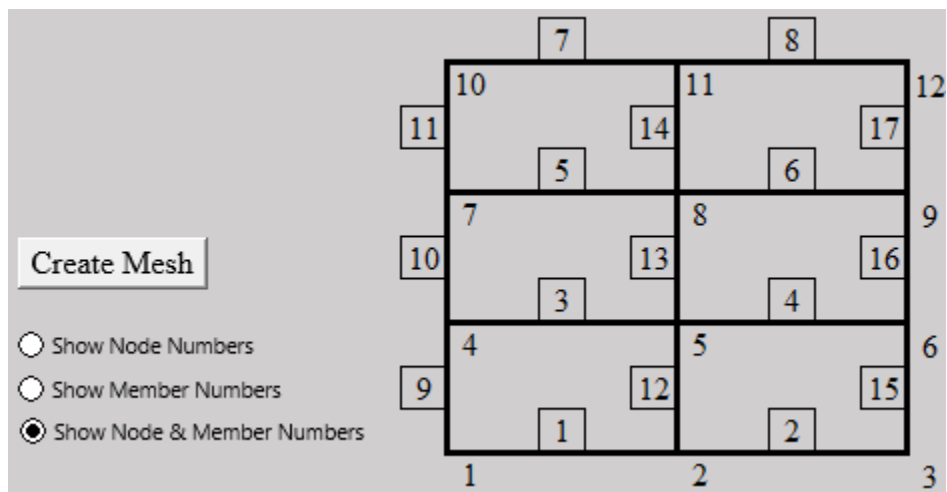 7 8
10 11 12
11 14 17
5 6
7 8 9
Create Mesh
10 13 16
3 4
Show Node Numbers
4 5 6
Show Member Numbers
9 12 15
Show Node & Member Numbers
1 2
1 2 3